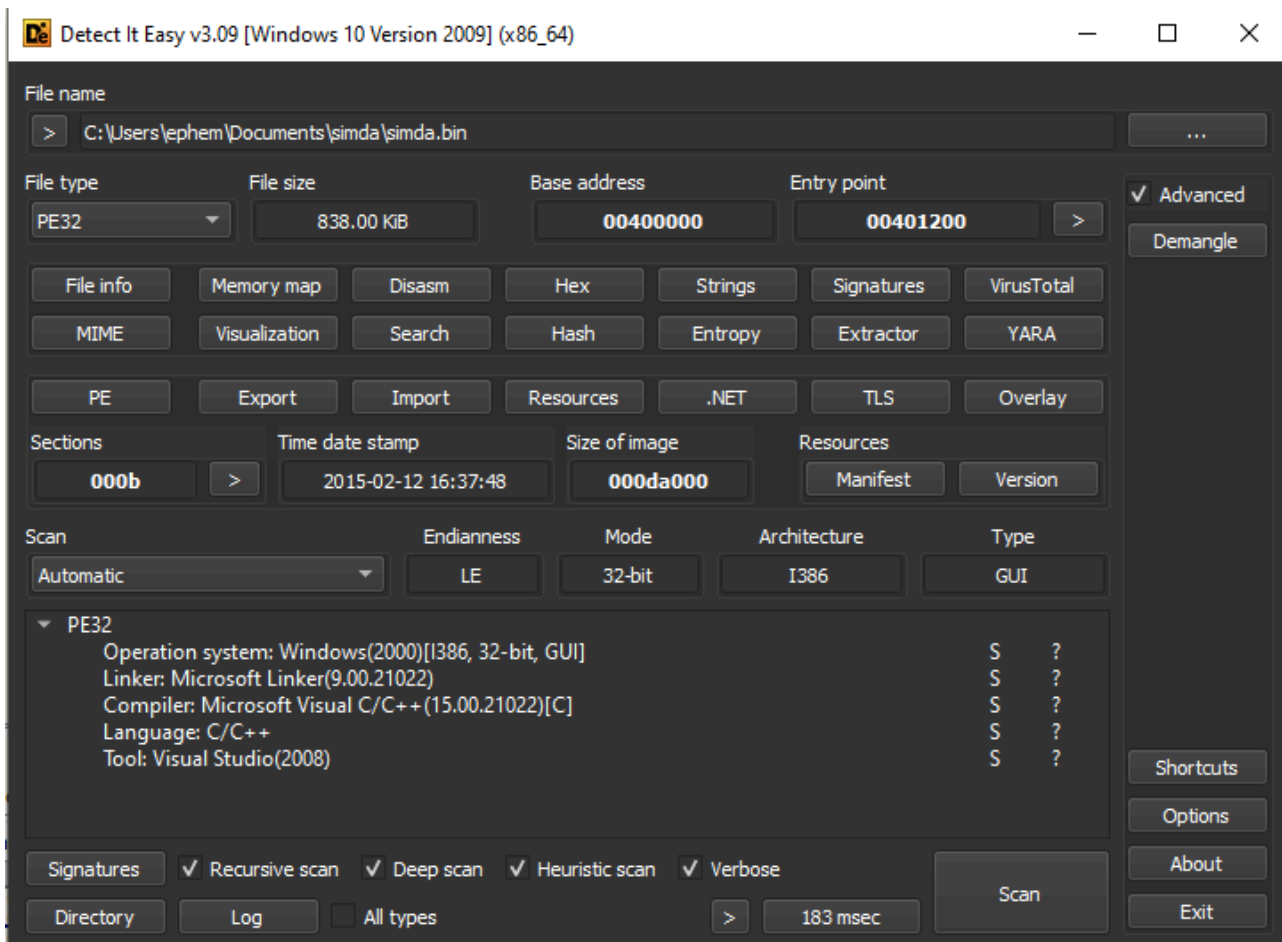 Detect It Easy v3.09 [Windows 10 Version 2009] (x86_64)
File name
> C:\Users\ephem\Documents\simda\simda.bin ...
File type File size Base address Entry point
PE32 838.00 KiB 00400000 00401200 >
Advanced
Demangle
File info Memory map Disasm Hex Strings Signatures VirusTotal
MIME Visualization Search Hash Entropy Extractor YARA
PE Export Import Resources .NET TLS Overlay
Sections Time date stamp Size of image Resources
000b > 2015-02-12 16:37:48 000da000 Manifest Version
Scan Endianness Mode Architecture Type
Automatic LE 32-bit I386 GUI
PE32
Operation system: Windows(2000)[I386, 32-bit, GUI] S ?
Linker: Microsoft Linker(9.00.21022) S ?
Compiler: Microsoft Visual C/C++(15.00.21022)[C] S ?
Language: C/C++ S ?
Tool: Visual Studio(2008) S ?
Shortcuts
Options
Signatures Recursive scan Deep scan Heuristic scan Verbose
Scan
About
Directory Log All types > 183 msec
Exit